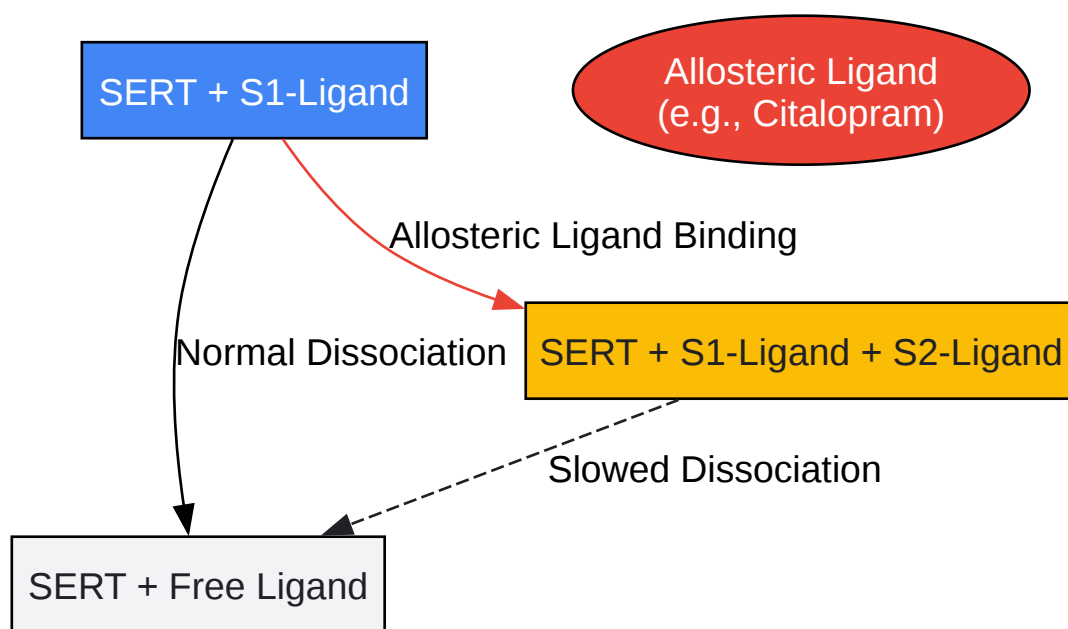 SERT + S1-Ligand
Allosteric Ligand
(e.g., Citalopram)
Allosteric Ligand Binding
Normal Dissociation
SERT + S1-Ligand + S2-Ligand
Slowed Dissociation
SERT + Free Ligand